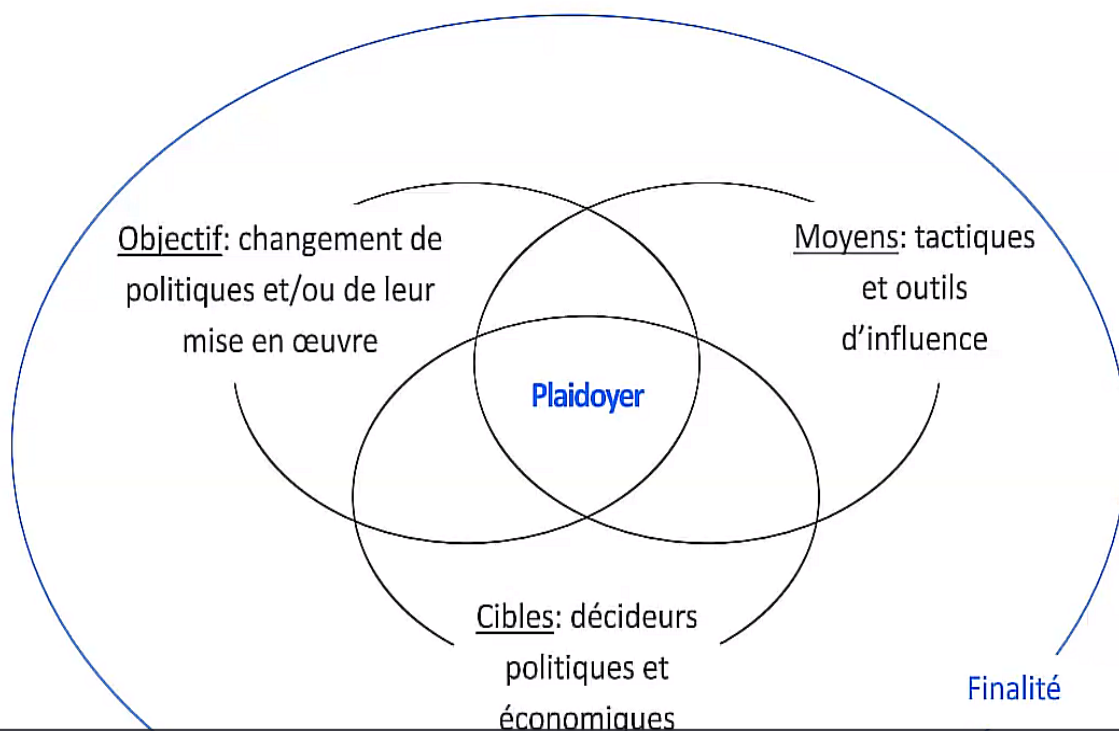 Objectif: changement de
politiques et/ou de leur
mise en œuvre
Moyens: tactiques
et outils
d’influence
Plaidoyer
Cibles: décideurs
politiques et
économiques
Finalité